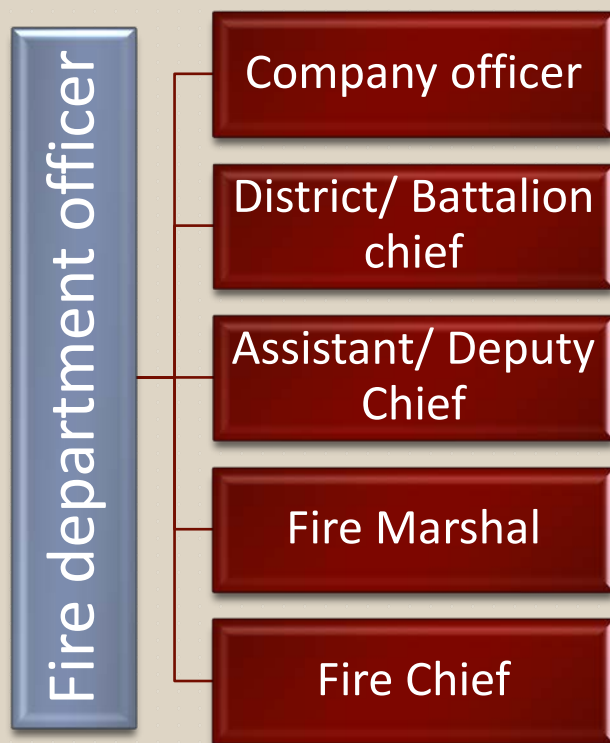 Fire department officer
Company officer
District/ Battalion
chief
Assistant/ Deputy
Chief
Fire Marshal
Fire Chief